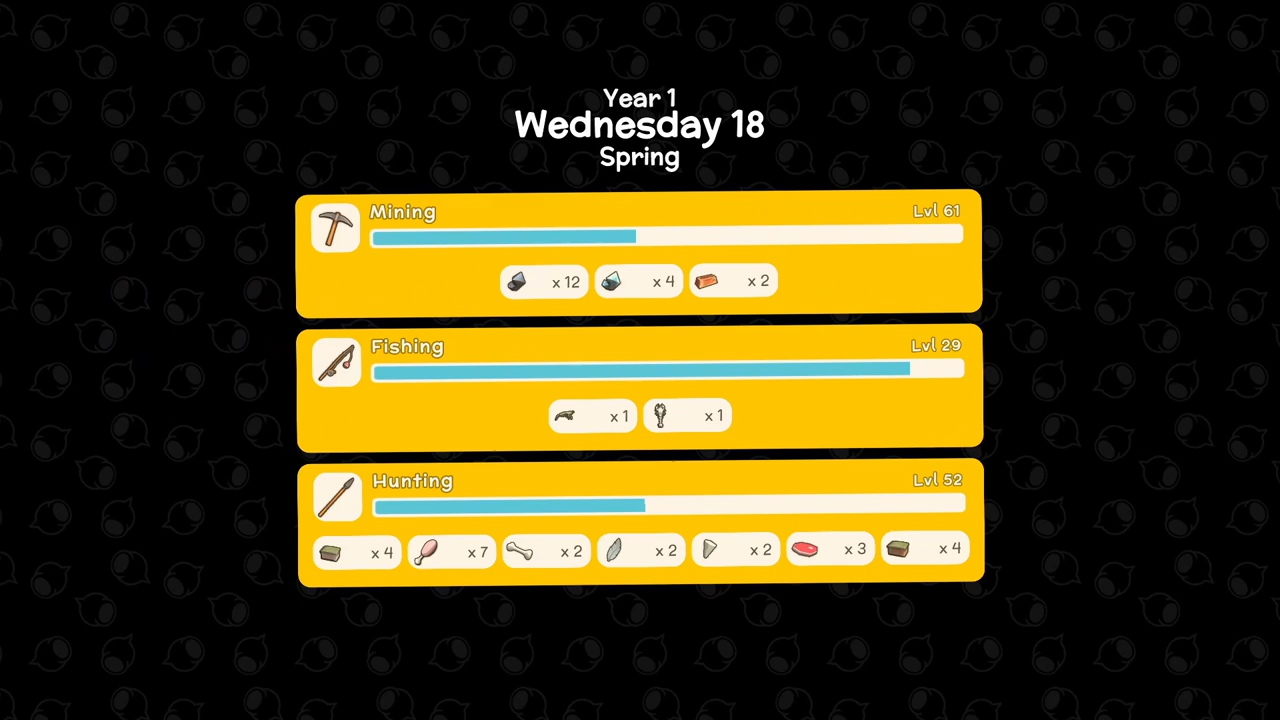 Year 1
Wednesday 18
Spring
Mining Lvl 61
x 12 x 4 x 2
Fishing Lvl 29
x 1 x 1
Hunting Lvl 52
x 4 x 7 x 2 x 2 x 2 x 3 x 4